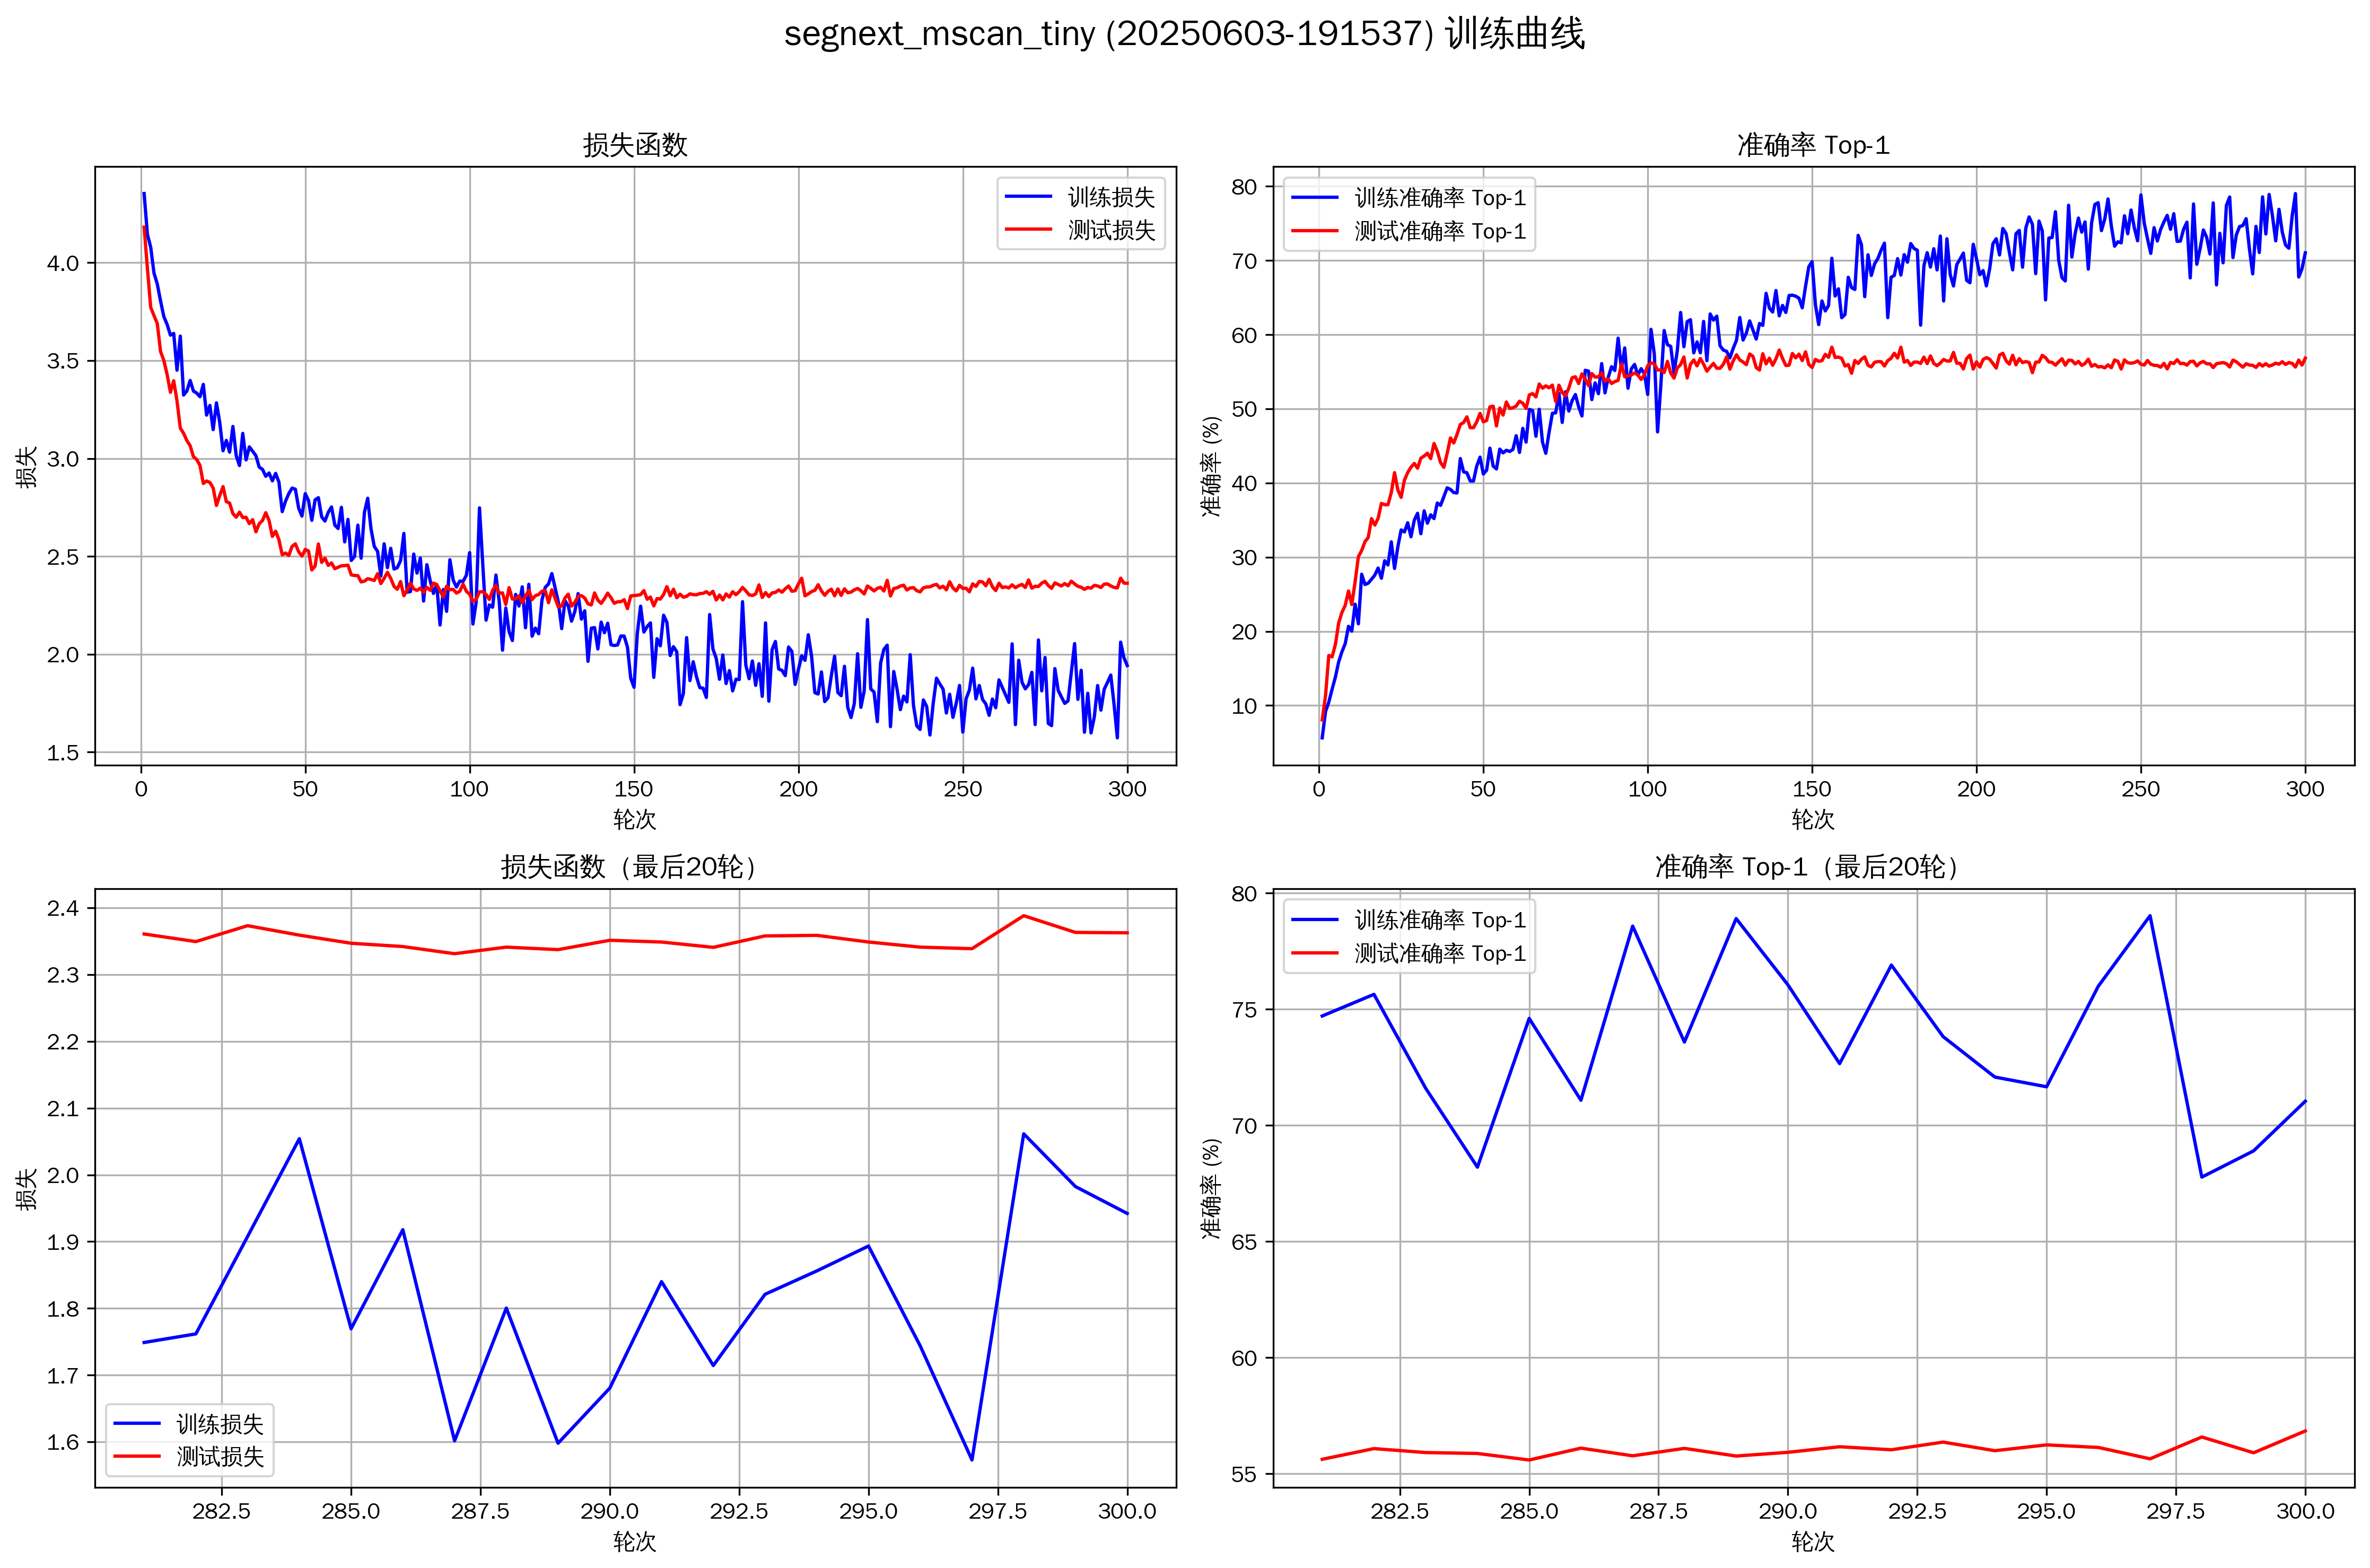 segnext_mscan_tiny (20250603-191537) 训练曲线
损失函数
训练损失
测试损失
4.0
3.5
3.0
2.5
2.0
1.5
损失
0 50 100 150 200 250 300
轮次
准确率 Top-1
训练准确率 Top-1
测试准确率 Top-1
80
70
60
50
40
30
20
10
准确率 (%)
0 50 100 150 200 250 300
轮次
损失函数（最后20轮）
2.4
2.3
2.2
2.1
2.0
1.9
1.8
1.7
1.6
损失
训练损失
测试损失
282.5 285.0 287.5 290.0 292.5 295.0 297.5 300.0
轮次
准确率 Top-1（最后20轮）
训练准确率 Top-1
测试准确率 Top-1
80
75
70
65
60
55
准确率 (%)
282.5 285.0 287.5 290.0 292.5 295.0 297.5 300.0
轮次